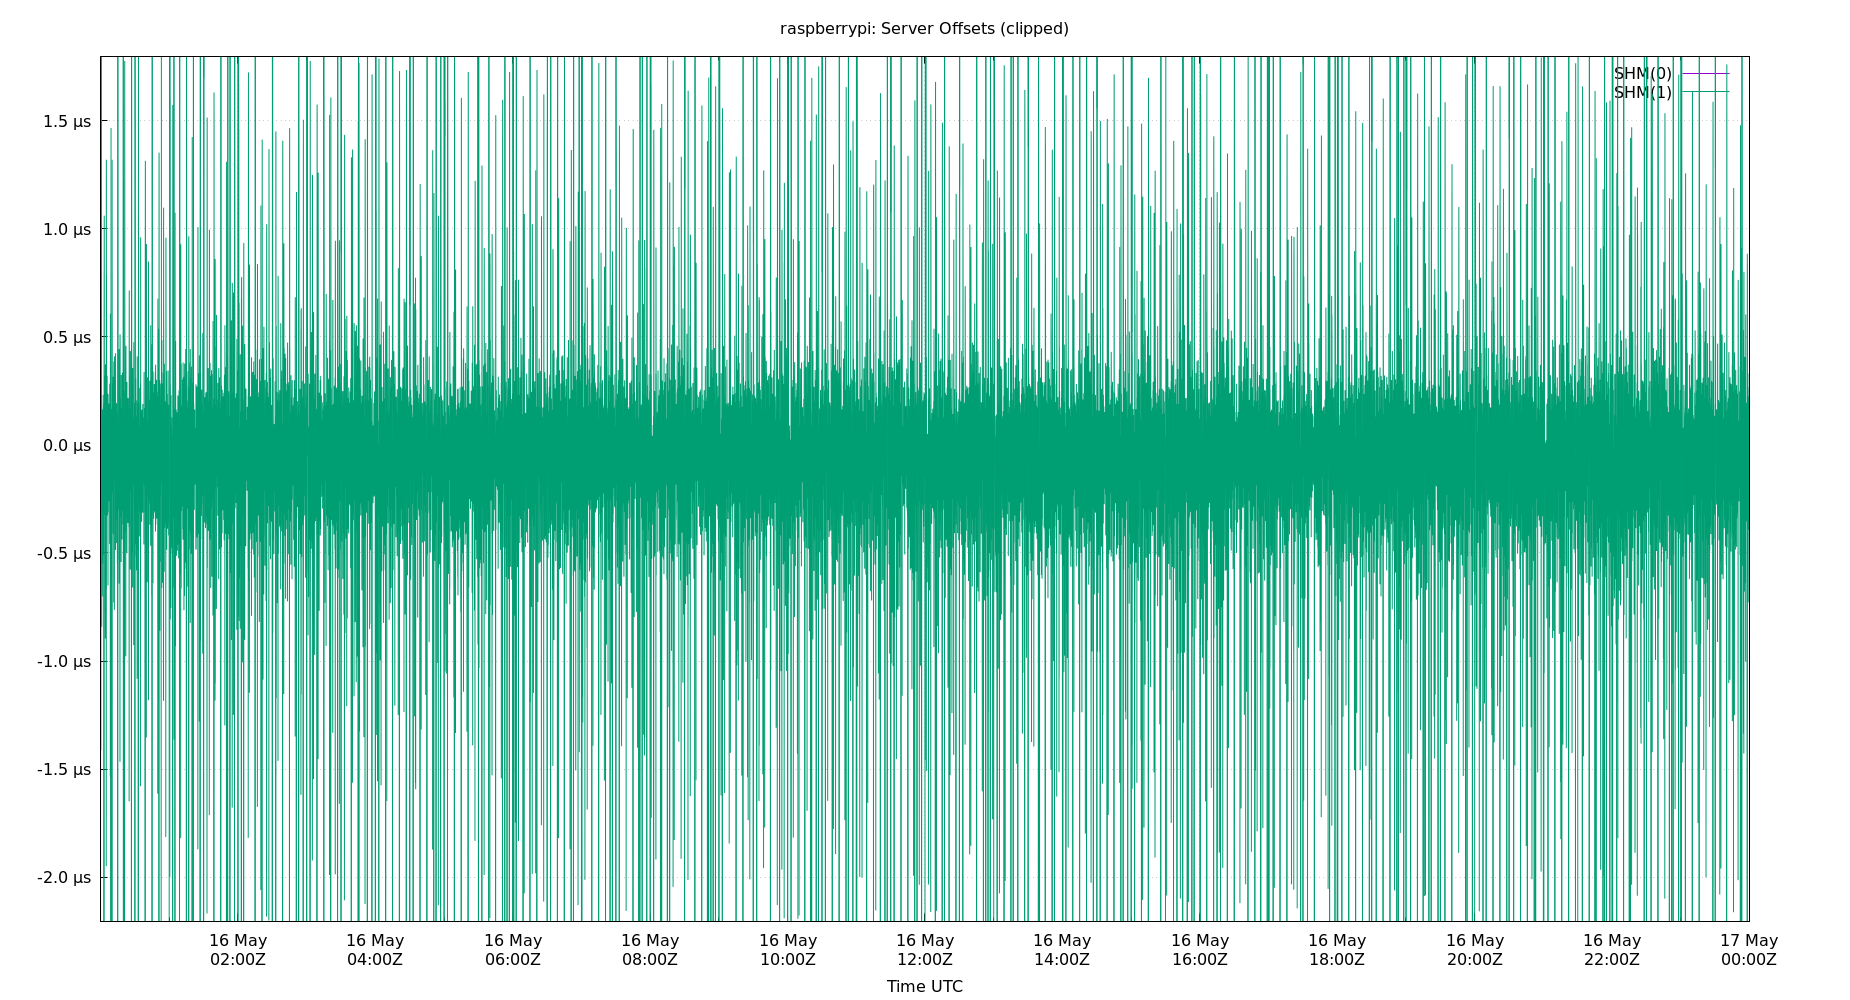 raspberrypi: Server Offsets (clipped)
SHM(0)
SHM(1)
1.5 µs
1.0 µs
0.5 µs
0.0 µs
-0.5 µs
-1.0 µs
-1.5 µs
-2.0 µs
16 May 16 May 16 May 16 May 16 May 16 May 16 May 16 May 16 May 16 May 16 May 17 May
02:00Z 04:00Z 06:00Z 08:00Z 10:00Z 12:00Z 14:00Z 16:00Z 18:00Z 20:00Z 22:00Z 00:00Z
Time UTC